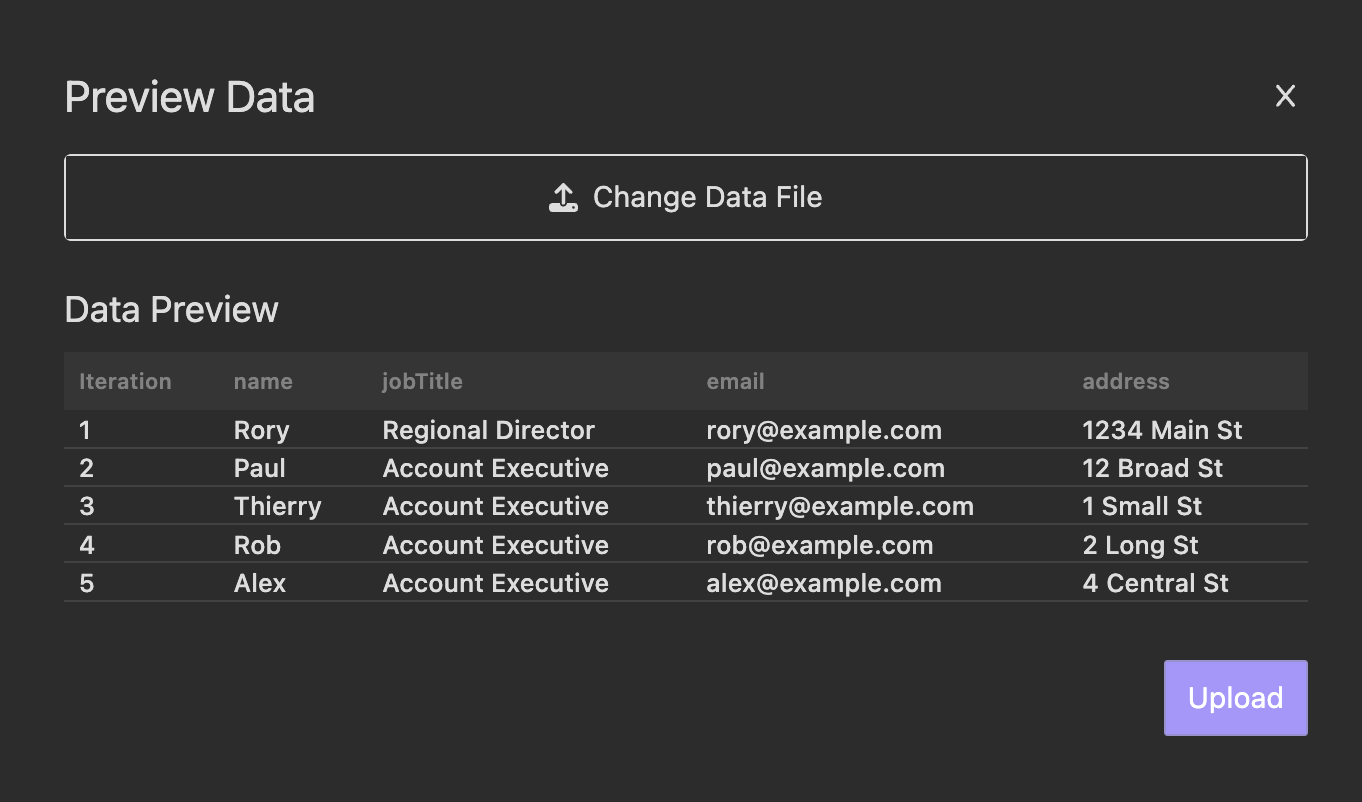 Preview Data X
Change Data File
Data Preview
Iteration name jobTitle email address
1 Rory Regional Director rory@example.com 1234 Main St
2 Paul Account Executive paul@example.com 12 Broad St
3 Thierry Account Executive thierry@example.com 1 Small St
4 Rob Account Executive rob@example.com 2 Long St
5 Alex Account Executive alex@example.com 4 Central St
Upload